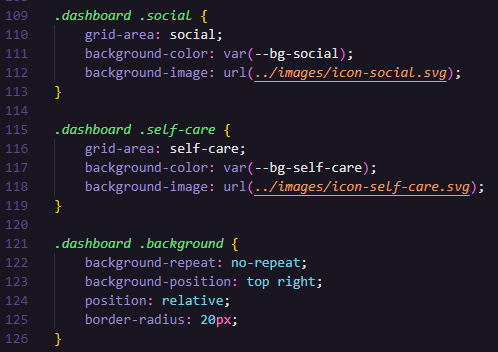 109 .dashboard .social {
110     grid-area: social;
111     background-color: var(--bg-social);
112     background-image: url(../images/icon-social.svg);
113 }
114
115 .dashboard .self-care {
116     grid-area: self-care;
117     background-color: var(--bg-self-care);
118     background-image: url(../images/icon-self-care.svg);
119 }
120
121 .dashboard .background {
122     background-repeat: no-repeat;
123     background-position: top right;
124     position: relative;
125     border-radius: 20px;
126 }